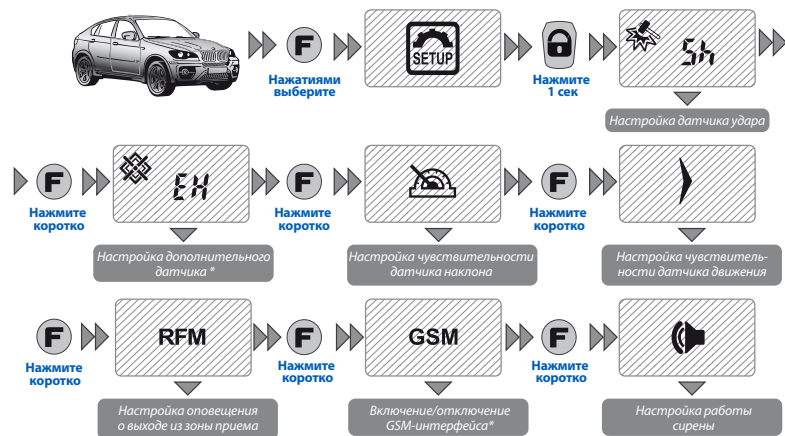 F
SETUP
Sh
Нажатиями
выберите
Нажмите
1 сек
Настройка датчика удара
F
EH
F
F
Нажмите
коротко
Нажмите
коротко
Нажмите
коротко
Настройка дополнительного
датчика *
Настройка чувствительности
датчика наклона
Настройка чувствитель-
ности датчика движения
F
RFM
F
GSM
F
Нажмите
коротко
Нажмите
коротко
Нажмите
коротко
Настройка оповещения
о выходе из зоны приема
Включение/отключение
GSM-интерфейса*
Настройка работы
сирены